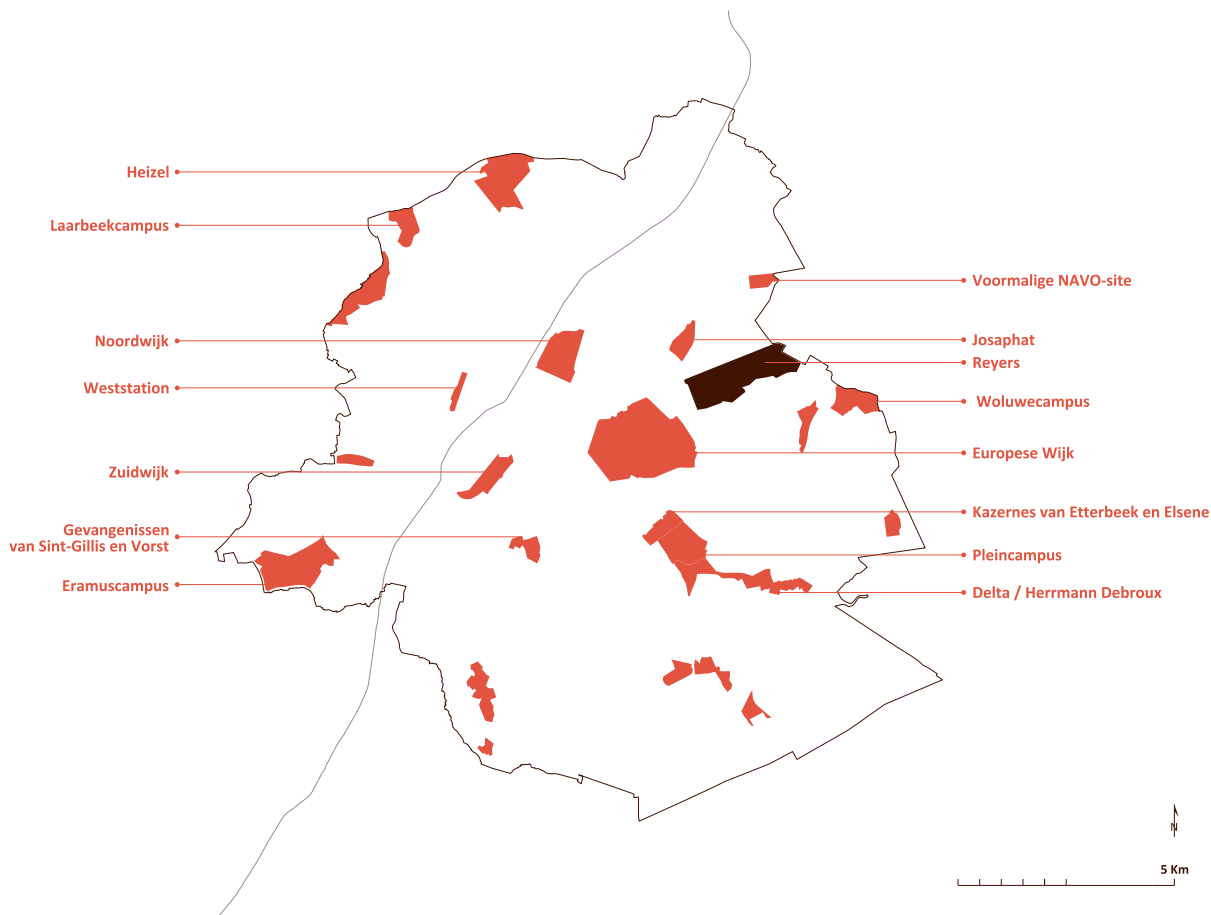 Heizel
Laarbeekcampus
Noordwijk
Weststation
Zuidwijk
Gevangenissen
van Sint-Gillis en Vorst
Eramuscampus
Voormalige NAVO-site
Josaphat
Reyers
Woluwecampus
Europese Wijk
Kazernes van Etterbeek en Elsene
Pleincampus
Delta / Herrmann Debroux
N
5 Km